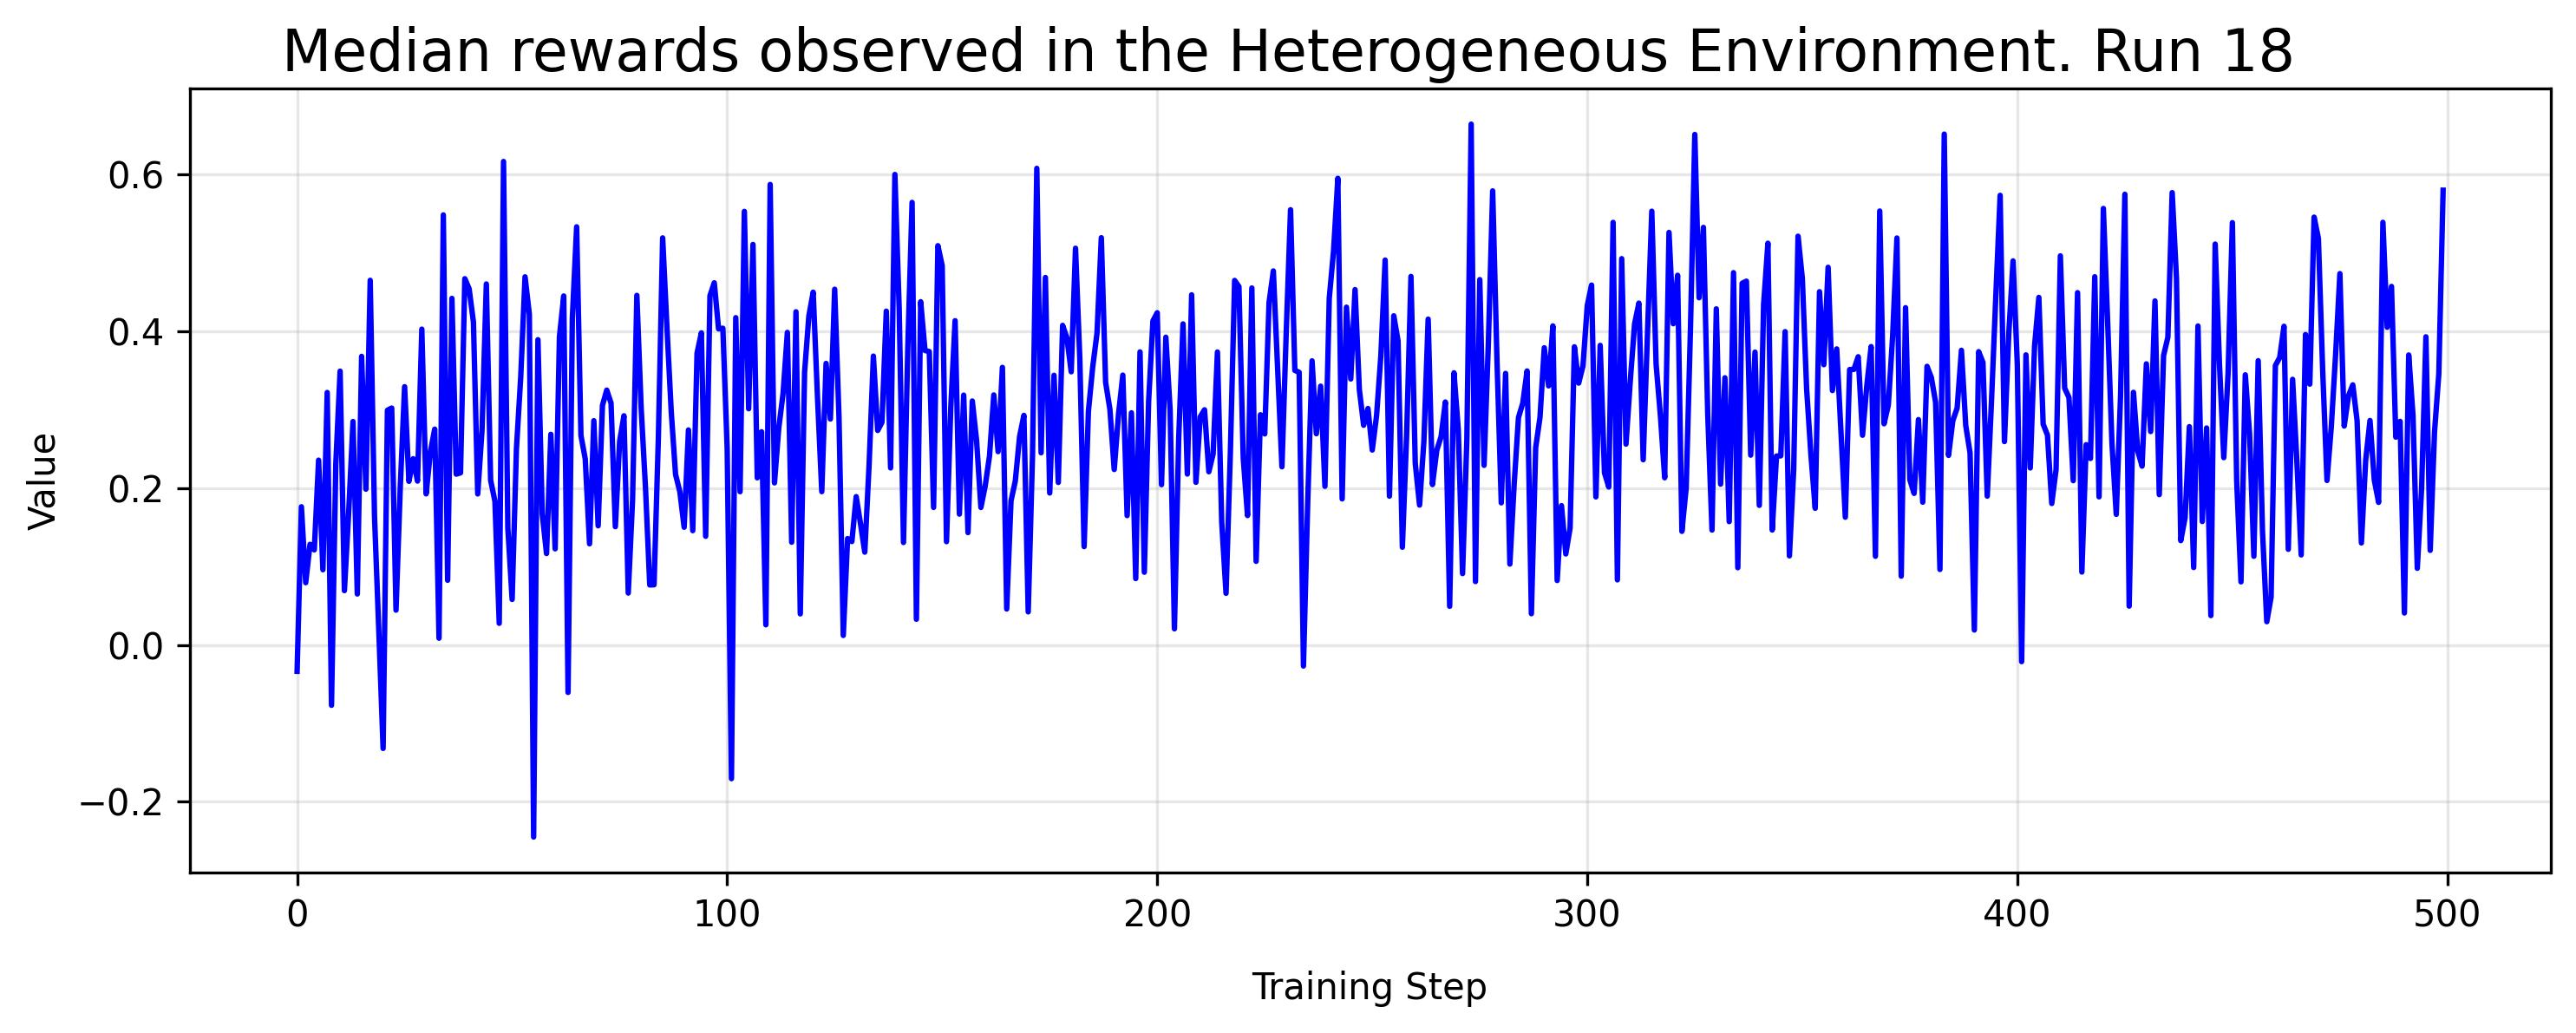 Median rewards observed in the Heterogeneous Environment. Run 18
0.6
0.4
0.2
0.0
−0.2
Value
0 100 200 300 400 500
Training Step